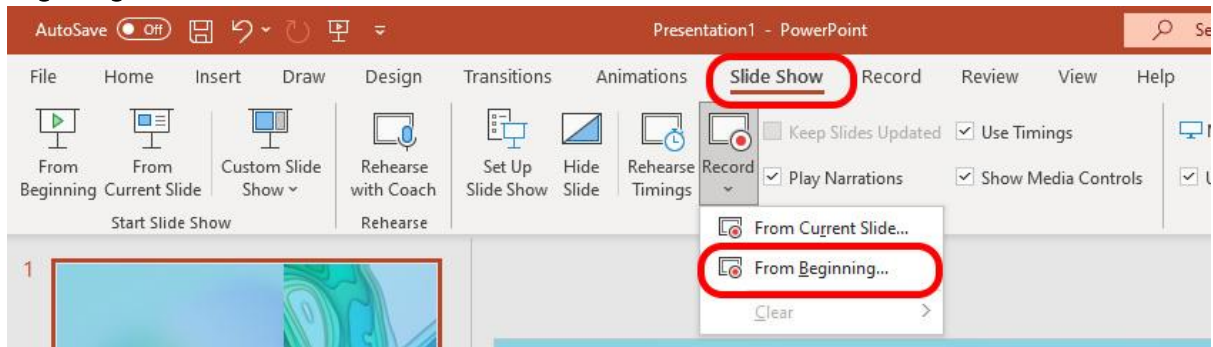 AutoSave Off Presentation1 - PowerPoint
File Home Insert Draw Design Transitions Animations Slide Show Record Review View Help
From Beginning
From Current Slide
Custom Slide Show
Rehearse with Coach
Set Up Slide Show
Hide Slide
Rehearse Timings
Record
Keep Slides Updated
Use Timings
Play Narrations
Show Media Controls
Start Slide Show
Rehearse
From Current Slide...
From Beginning...
Clear
1